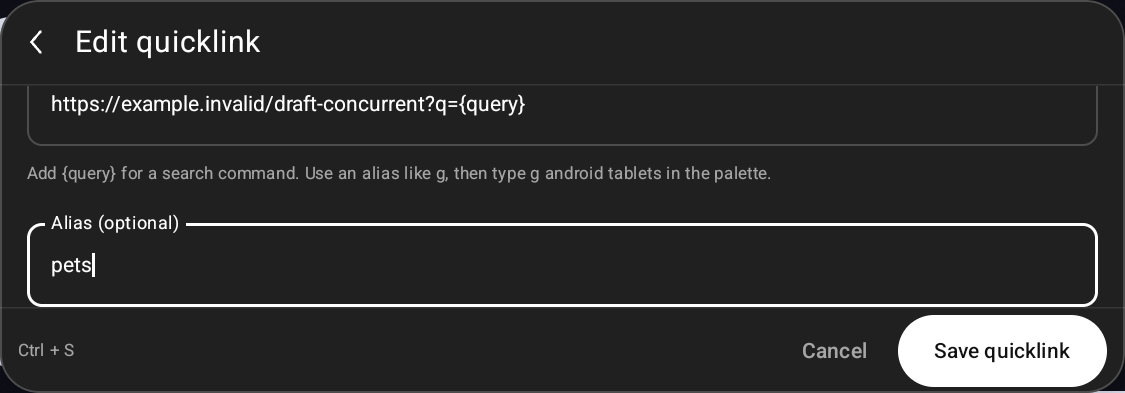 Edit quicklink
https://example.invalid/draft-concurrent?q={query}
Add {query} for a search command. Use an alias like g, then type g android tablets in the palette.
Alias (optional)
pets
Ctrl + S
Cancel
Save quicklink